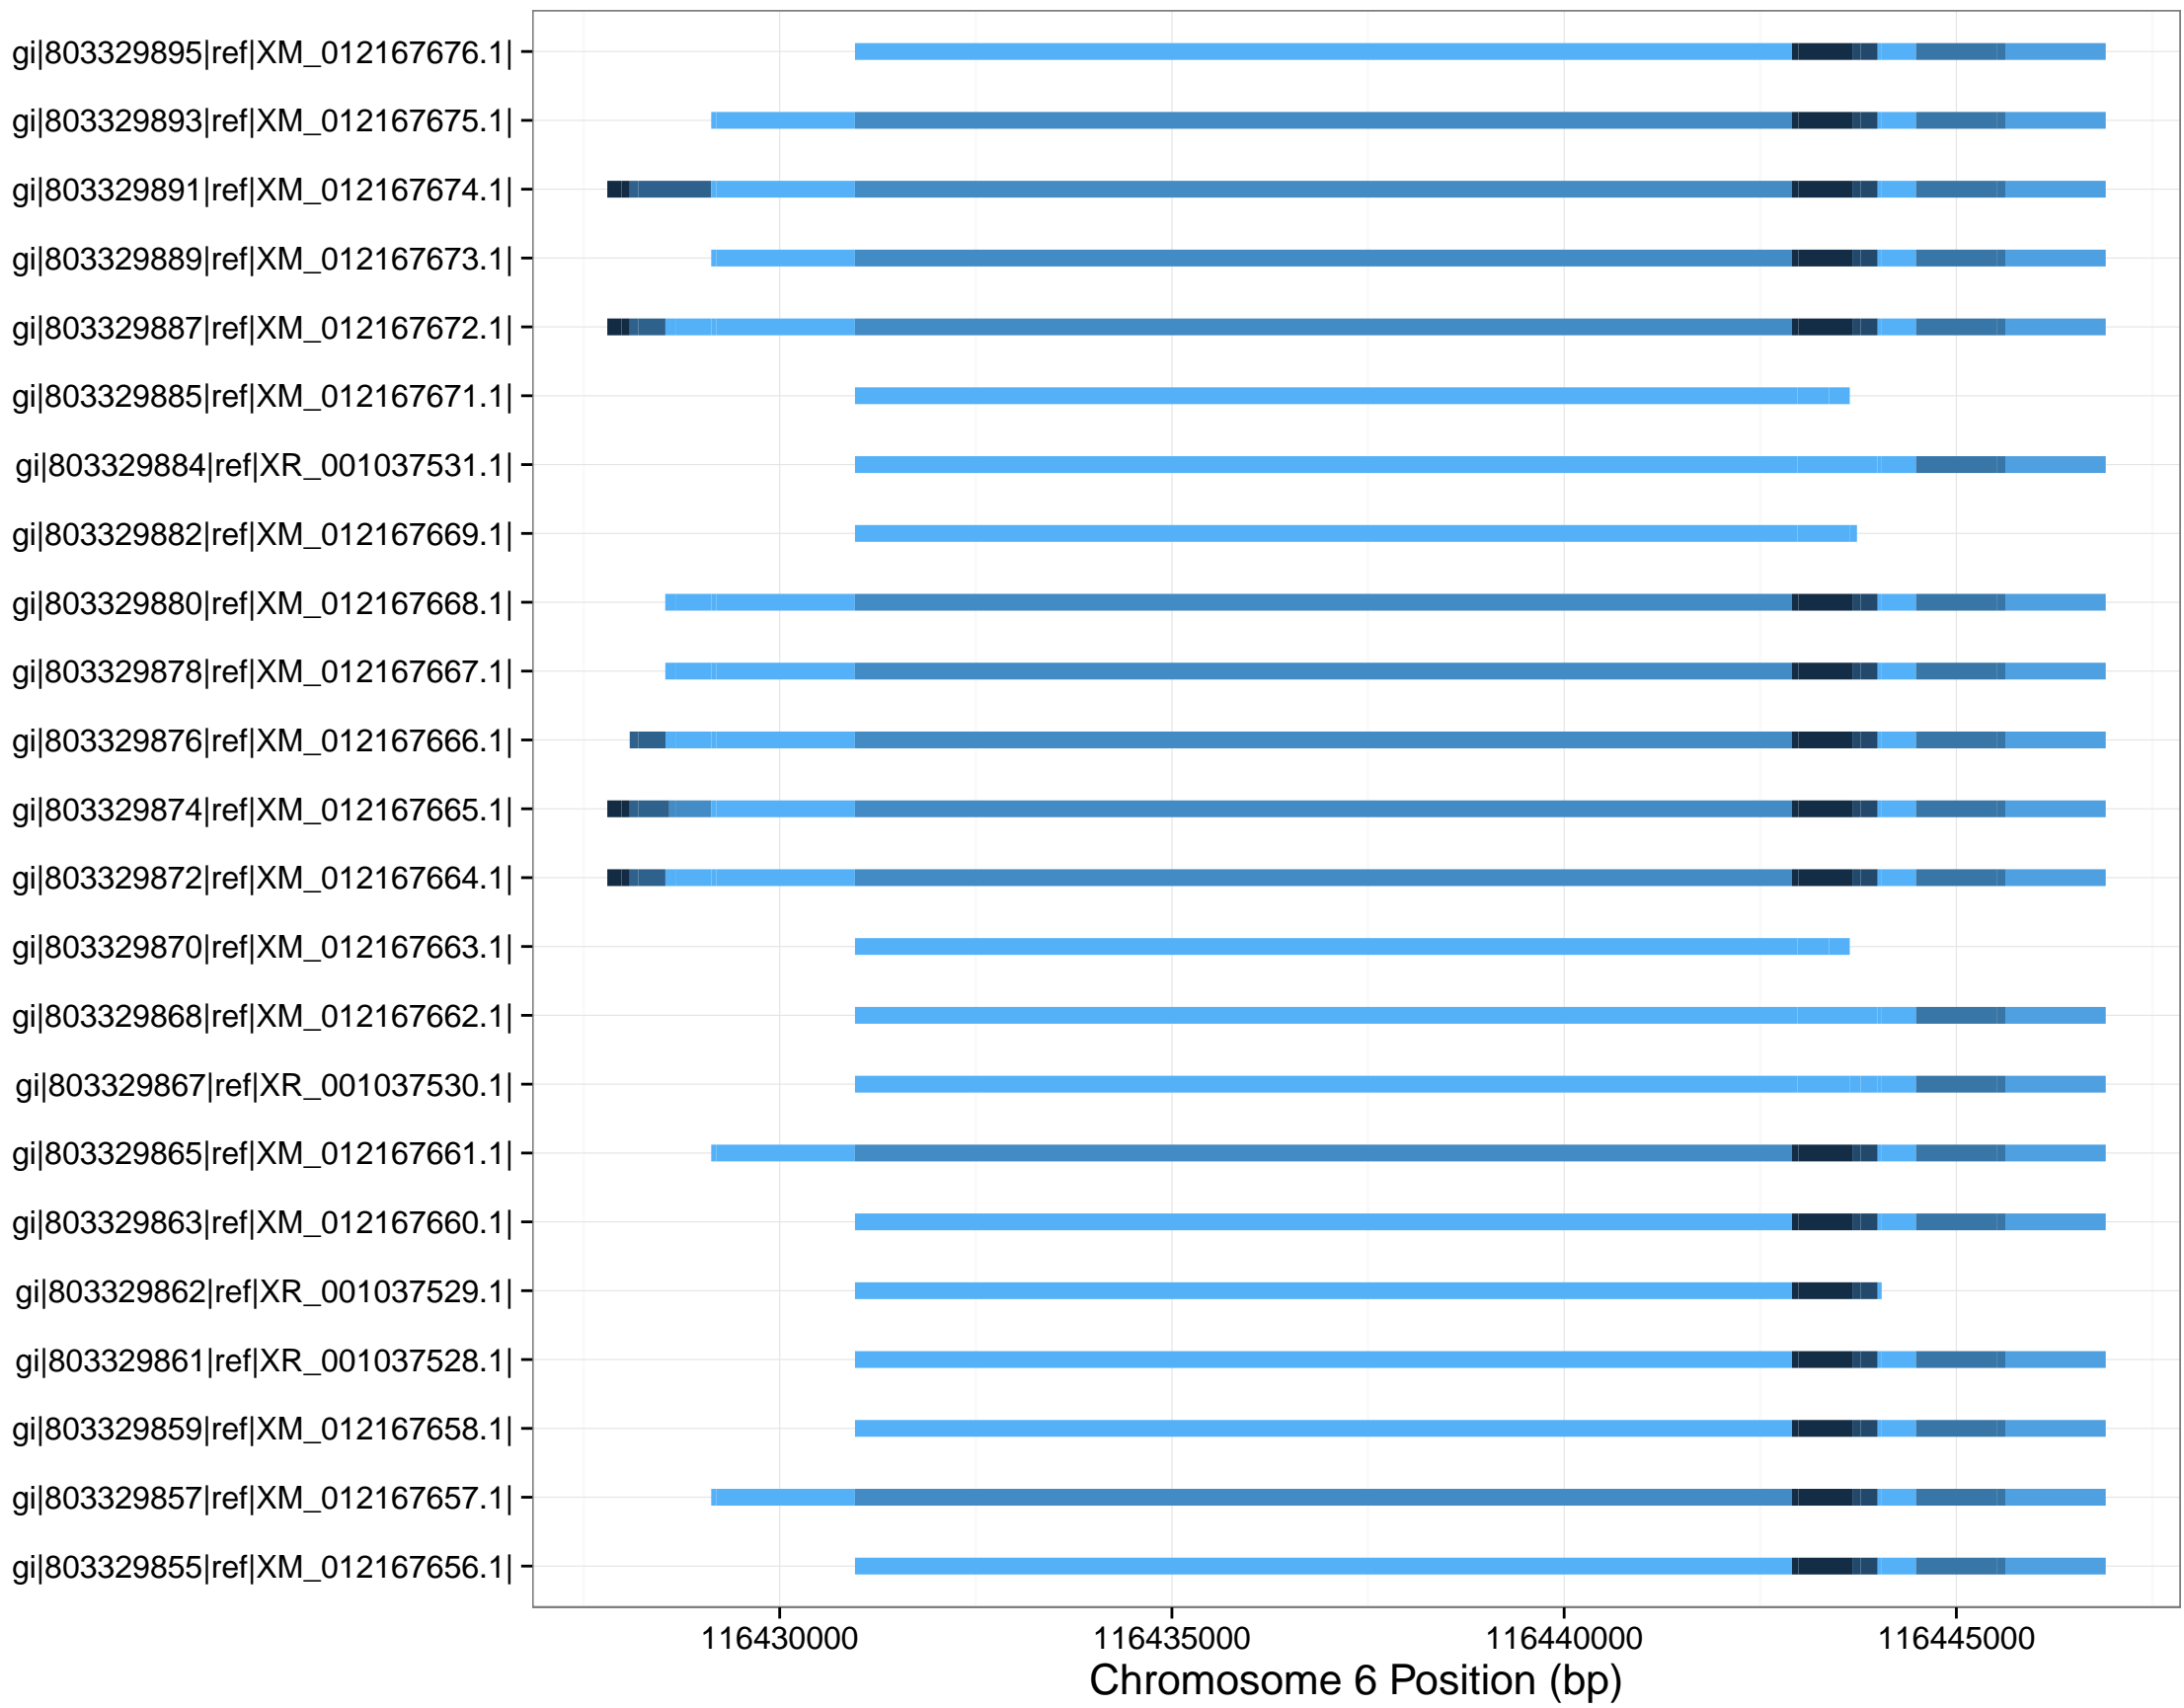 gi|803329895|ref|XM_012167676.1|
gi|803329893|ref|XM_012167675.1|
gi|803329891|ref|XM_012167674.1|
gi|803329889|ref|XM_012167673.1|
gi|803329887|ref|XM_012167672.1|
gi|803329885|ref|XM_012167671.1|
gi|803329884|ref|XR_001037531.1|
gi|803329882|ref|XM_012167669.1|
gi|803329880|ref|XM_012167668.1|
gi|803329878|ref|XM_012167667.1|
gi|803329876|ref|XM_012167666.1|
gi|803329874|ref|XM_012167665.1|
gi|803329872|ref|XM_012167664.1|
gi|803329870|ref|XM_012167663.1|
gi|803329868|ref|XM_012167662.1|
gi|803329867|ref|XR_001037530.1|
gi|803329865|ref|XM_012167661.1|
gi|803329863|ref|XM_012167660.1|
gi|803329862|ref|XR_001037529.1|
gi|803329861|ref|XR_001037528.1|
gi|803329859|ref|XM_012167658.1|
gi|803329857|ref|XM_012167657.1|
gi|803329855|ref|XM_012167656.1|
116430000 116435000 116440000 116445000
Chromosome 6 Position (bp)